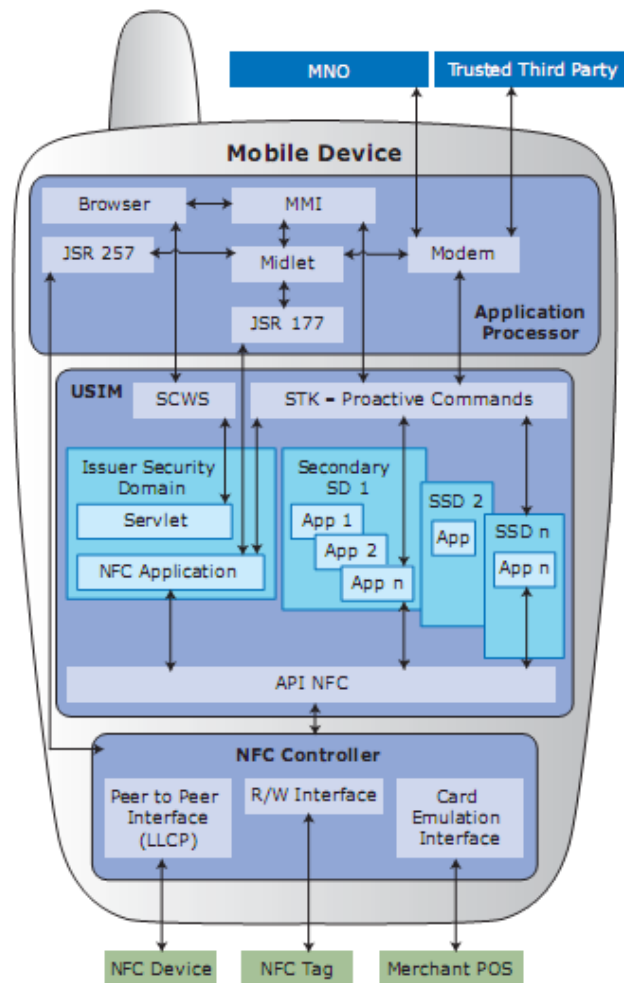 MNO
Trusted Third Party
Mobile Device
Browser
MMI
JSR 257
Midlet
Modem
JSR 177
Application
Processor
USIM
SCWS
STK – Proactive Commands
Issuer Security
Domain
Servlet
NFC Application
Secondary
SD 1
App 1
App 2
App n
SSD 2
App
SSD n
App n
API NFC
NFC Controller
Peer to Peer
Interface
(LLCP)
R/W Interface
Card
Emulation
Interface
NFC Device
NFC Tag
Merchant POS